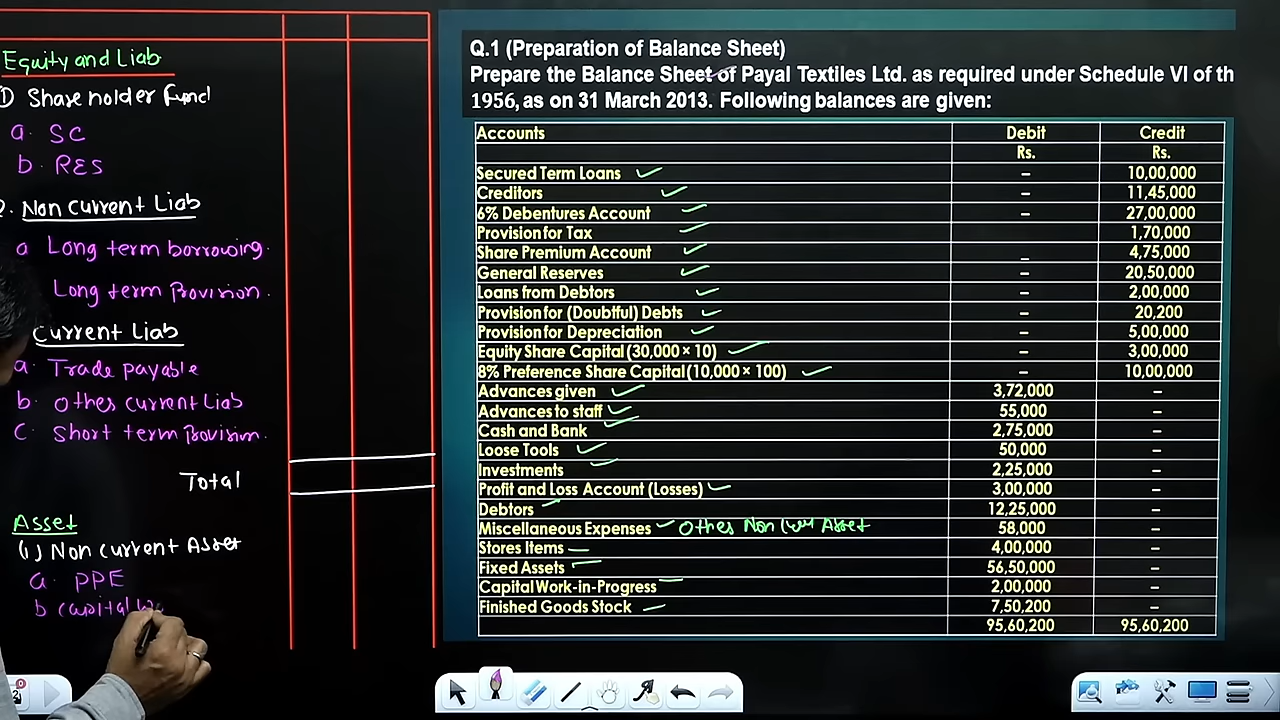 Equity and Liab
1) Share holder Fund
a. SC
b. RES
2. Non Current Liab
a Long term borrowing.
Long term Provision.
Current Liab
a. Trade payable
b. Other current Liab
c. Short term Provision.
Total
Asset
(1) Non current Asset
a. PPE
b Capital
Q.1 (Preparation of Balance Sheet)
Prepare the Balance Sheet of Payal Textiles Ltd. as required under Schedule VI of th
1956, as on 31 March 2013. Following balances are given:
Accounts Debit Credit
Rs. Rs.
Secured Term Loans – 10,00,000
Creditors – 11,45,000
6% Debentures Account – 27,00,000
Provision for Tax 1,70,000
Share Premium Account – 4,75,000
General Reserves – 20,50,000
Loans from Debtors – 2,00,000
Provision for (Doubtful) Debts – 20,200
Provision for Depreciation – 5,00,000
Equity Share Capital (30,000 × 10) – 3,00,000
8% Preference Share Capital (10,000 × 100) – 10,00,000
Advances given 3,72,000 –
Advances to staff 55,000 –
Cash and Bank 2,75,000 –
Loose Tools 50,000 –
Investments 2,25,000 –
Profit and Loss Account (Losses) 3,00,000 –
Debtors 12,25,000 –
Miscellaneous Expenses Other Non Curr Asset 58,000 –
Stores Items 4,00,000 –
Fixed Assets 56,50,000 –
Capital Work-in-Progress 2,00,000 –
Finished Goods Stock 7,50,200 –
95,60,200 95,60,200